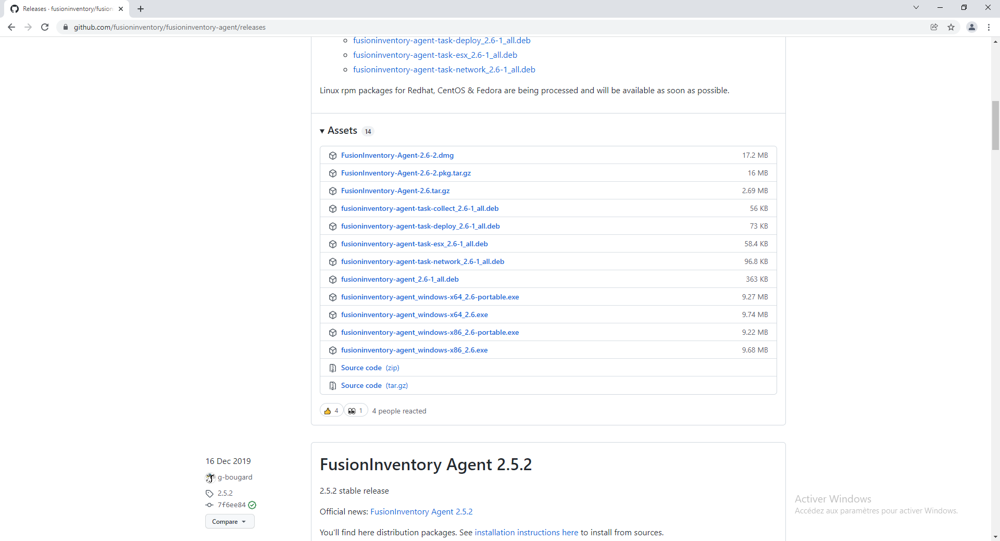 Releases · fusioninventory/fusion
github.com/fusioninventory/fusioninventory-agent/releases
fusioninventory-agent-task-deploy_2.6-1_all.deb
fusioninventory-agent-task-esx_2.6-1_all.deb
fusioninventory-agent-task-network_2.6-1_all.deb
Linux rpm packages for Redhat, CentOS & Fedora are being processed and will be available as soon as possible.
Assets 14
FusionInventory-Agent-2.6-2.dmg 17.2 MB
FusionInventory-Agent-2.6-2.pkg.tar.gz 16 MB
FusionInventory-Agent-2.6.tar.gz 2.69 MB
fusioninventory-agent-task-collect_2.6-1_all.deb 56 KB
fusioninventory-agent-task-deploy_2.6-1_all.deb 73 KB
fusioninventory-agent-task-esx_2.6-1_all.deb 58.4 KB
fusioninventory-agent-task-network_2.6-1_all.deb 96.8 KB
fusioninventory-agent_2.6-1_all.deb 363 KB
fusioninventory-agent_windows-x64_2.6-portable.exe 9.27 MB
fusioninventory-agent_windows-x64_2.6.exe 9.74 MB
fusioninventory-agent_windows-x86_2.6-portable.exe 9.22 MB
fusioninventory-agent_windows-x86_2.6.exe 9.68 MB
Source code (zip)
Source code (tar.gz)
4 1 4 people reacted
16 Dec 2019
g-bougard
2.5.2
7f6ee84
Compare
FusionInventory Agent 2.5.2
2.5.2 stable release
Official news: FusionInventory Agent 2.5.2
You'll find here distribution packages. See installation instructions here to install from sources.
Activer Windows
Accédez aux paramètres pour activer Windows.